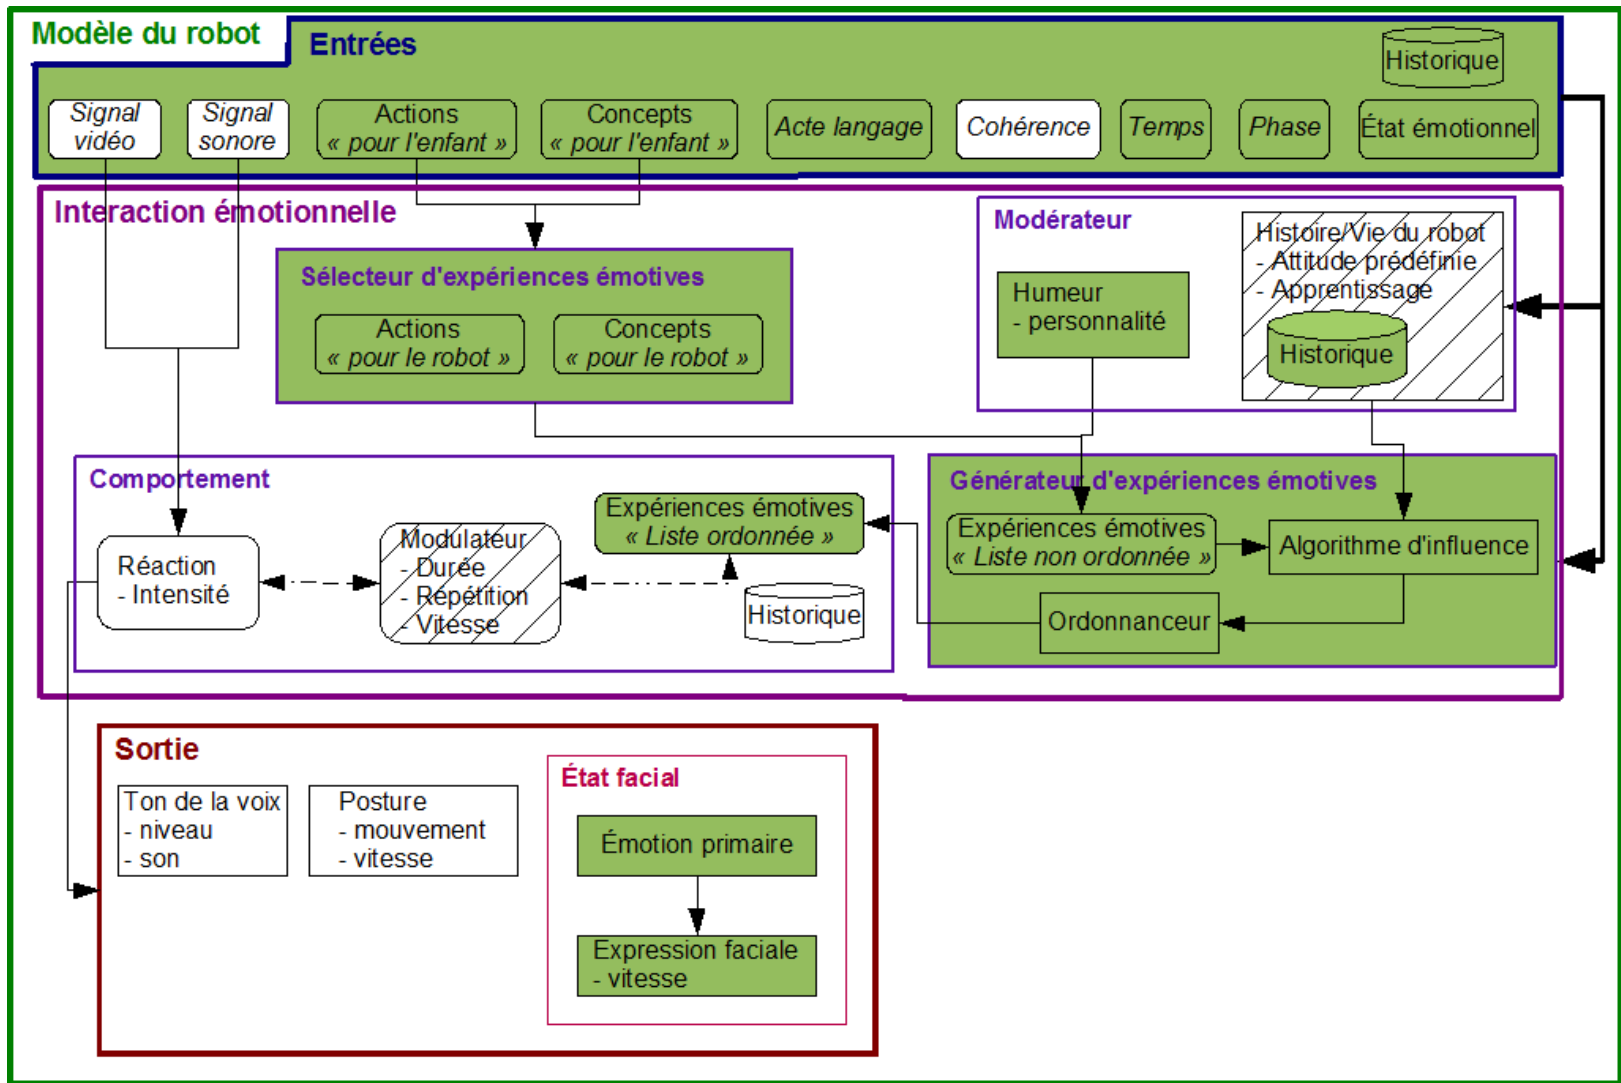 Modèle du robot
Entrées
Historique
Signal
vidéo
Signal
sonore
Actions
« pour l'enfant »
Concepts
« pour l'enfant »
Acte langage
Cohérence
Temps
Phase
État émotionnel
Interaction émotionnelle
Sélecteur d'expériences émotives
Actions
« pour le robot »
Concepts
« pour le robot »
Modérateur
Humeur
- personnalité
Histoire/Vie du robot
- Attitude prédéfinie
- Apprentissage
Historique
Comportement
Réaction
- Intensité
Modulateur
- Durée
- Répétition
- Vitesse
Expériences émotives
« Liste ordonnée »
Historique
Générateur d'expériences émotives
Expériences émotives
« Liste non ordonnée »
Algorithme d'influence
Ordonnanceur
Sortie
Ton de la voix
- niveau
- son
Posture
- mouvement
- vitesse
État facial
Émotion primaire
Expression faciale
- vitesse